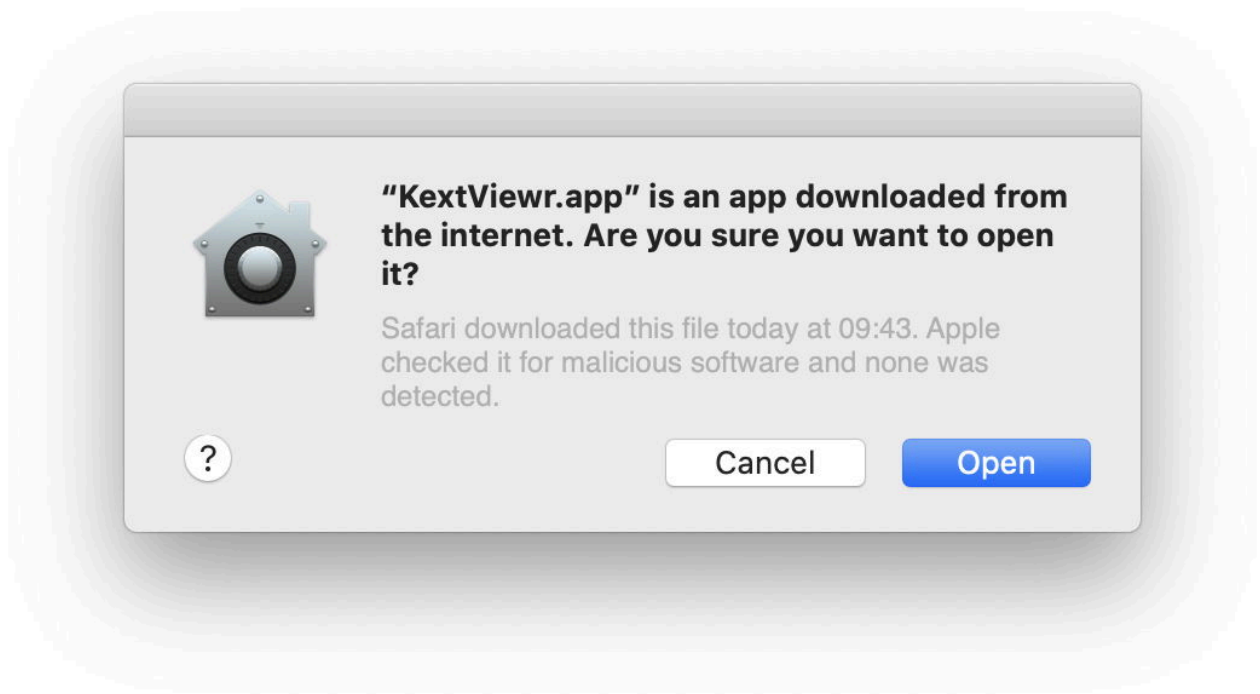 “KextViewr.app” is an app downloaded from
the internet. Are you sure you want to open
it?
Safari downloaded this file today at 09:43. Apple
checked it for malicious software and none was
detected.
?
Cancel
Open